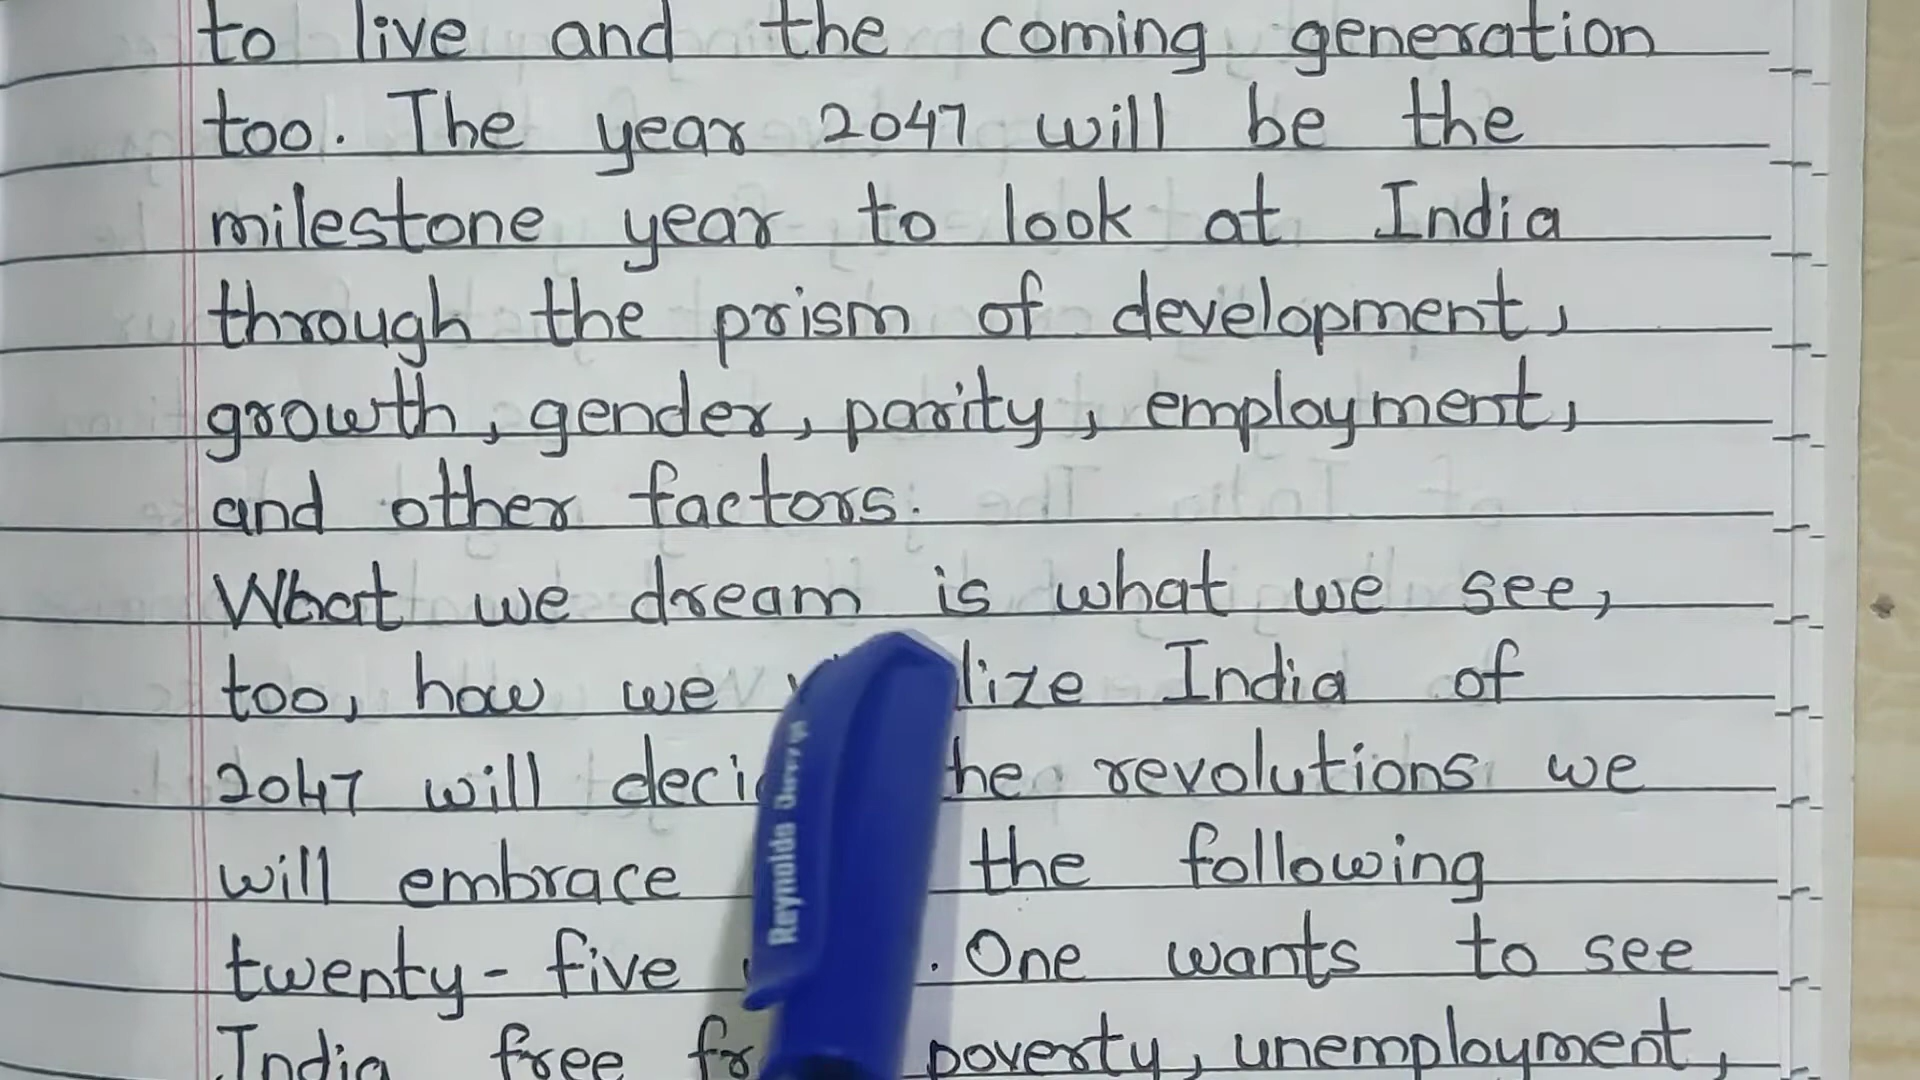 to live and the coming generation
too. The year 2047 will be the
milestone year to look at India
through the prism of development,
growth, gender, parity, employment,
and other factors.
What we dream is what we see,
too, how we lize India of
2047 will deci he revolutions we
will embrace the following
twenty-five . One wants to see
India free fr poverty, unemployment,
Reynolds